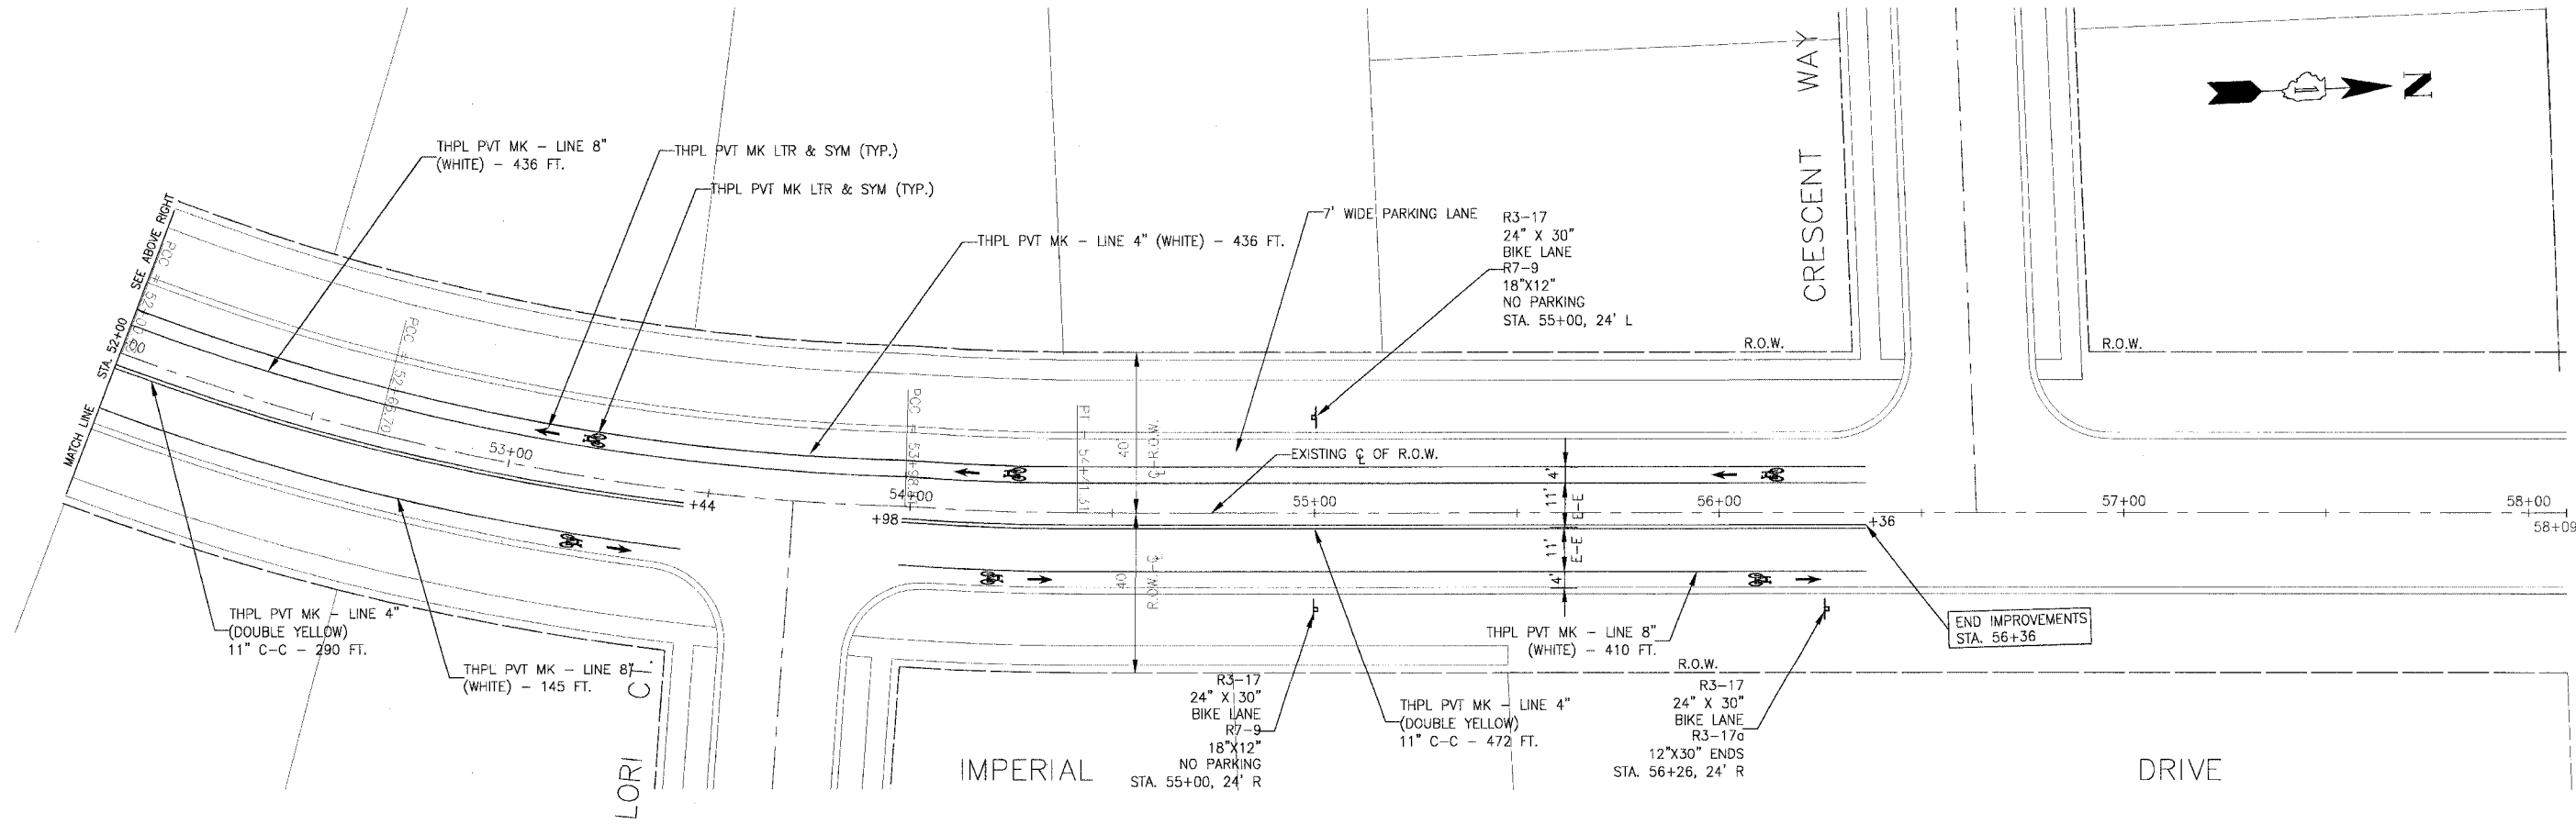 THPL PVT MK - LINE 8"
(WHITE) - 436 FT.
THPL PVT MK LTR & SYM (TYP.)
THPL PVT MK LTR & SYM (TYP.)
THPL PVT MK - LINE 4" (WHITE) - 436 FT.
7' WIDE PARKING LANE
R3-17
24" X 30"
BIKE LANE
R7-9
18"X12"
NO PARKING
STA. 55+00, 24' L
CRESCENT WAY
N
SEE ABOVE RIGHT
STA. 52+00
MATCH LINE
PCC = 52+66.70
PT = 54+41.51
R.O.W.
R.O.W.
40'
℄-R.O.W.
EXISTING ℄ OF R.O.W.
53+00
54+00
55+00
56+00
57+00
58+00
58+09
+44
+98
+36
4'
11'
E-E
11'
E-E
4'
40'
R.O.W.-℄
THPL PVT MK - LINE 4"
(DOUBLE YELLOW)
11" C-C - 290 FT.
THPL PVT MK - LINE 8"
(WHITE) - 145 FT.
LORI
IMPERIAL
R3-17
24" X 30"
BIKE LANE
R7-9
18"X12"
NO PARKING
STA. 55+00, 24' R
THPL PVT MK - LINE 4"
(DOUBLE YELLOW)
11" C-C - 472 FT.
THPL PVT MK - LINE 8"
(WHITE) - 410 FT.
R.O.W.
R3-17
24" X 30"
BIKE LANE
R3-17a
12"X30" ENDS
STA. 56+26, 24' R
END IMPROVEMENTS
STA. 56+36
DRIVE